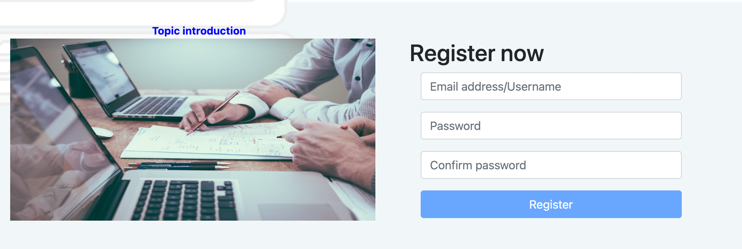 Topic introduction
Register now
Email address/Username
Password
Confirm password
Register